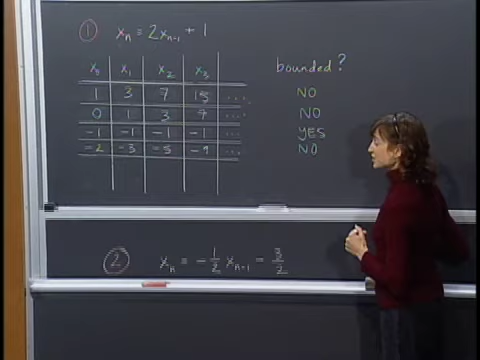 ① xₙ = 2xₙ₋₁ + 1
x₀ x₁ x₂ x₃ bounded?
1 3 7 15 ... NO
0 1 3 7 ... NO
-1 -1 -1 -1 ... YES
-2 -3 -5 -9 ... NO
② xₙ = -1/2 xₙ₋₁ = 3/2